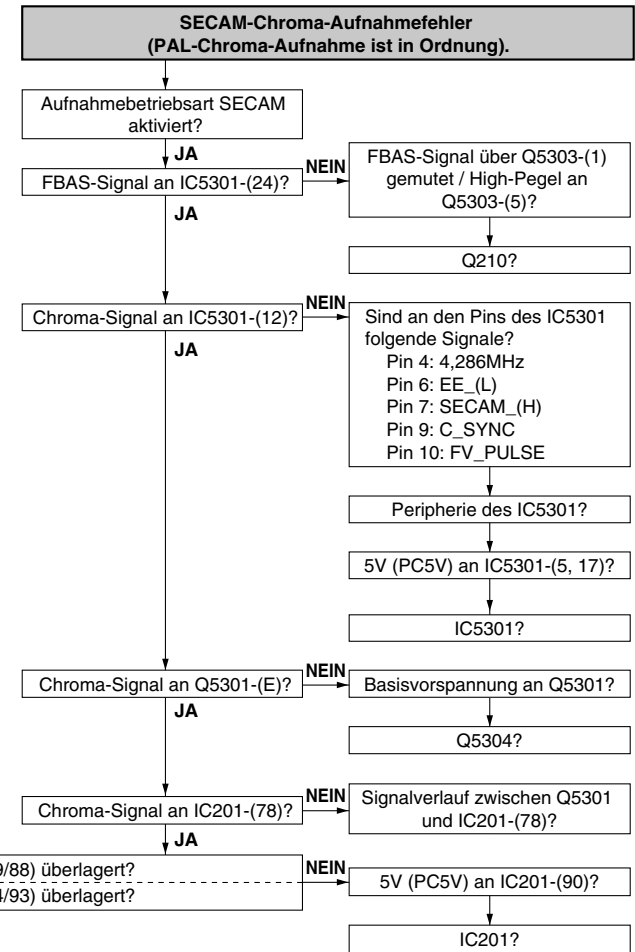 SECAM-Chroma-Aufnahmefehler
(PAL-Chroma-Aufnahme ist in Ordnung).
Aufnahmebetriebsart SECAM
aktiviert?
JA
FBAS-Signal an IC5301-(24)?
NEIN
FBAS-Signal über Q5303-(1)
gemutet / High-Pegel an
Q5303-(5)?
Q210?
JA
Chroma-Signal an IC5301-(12)?
NEIN
Sind an den Pins des IC5301
folgende Signale?
Pin 4: 4,286MHz
Pin 6: EE_(L)
Pin 7: SECAM_(H)
Pin 9: C_SYNC
Pin 10: FV_PULSE
Peripherie des IC5301?
5V (PC5V) an IC5301-(5, 17)?
IC5301?
JA
Chroma-Signal an Q5301-(E)?
NEIN
Basisvorspannung an Q5301?
Q5304?
JA
Chroma-Signal an IC201-(78)?
NEIN
Signalverlauf zwischen Q5301
und IC201-(78)?
JA
/88) überlagert?
/93) überlagert?
NEIN
5V (PC5V) an IC201-(90)?
IC201?